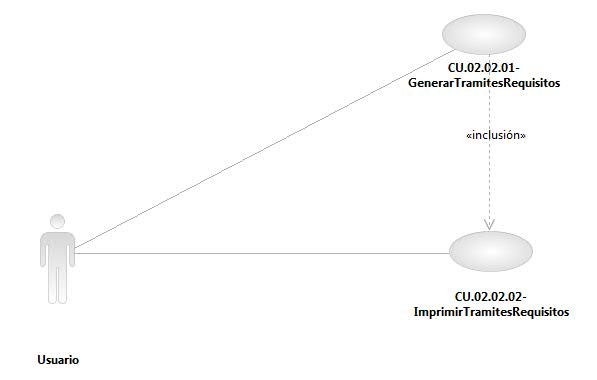 CU.02.02.01-
GenerarTramitesRequisitos
«inclusión»
CU.02.02.02-
ImprimirTramitesRequisitos
Usuario